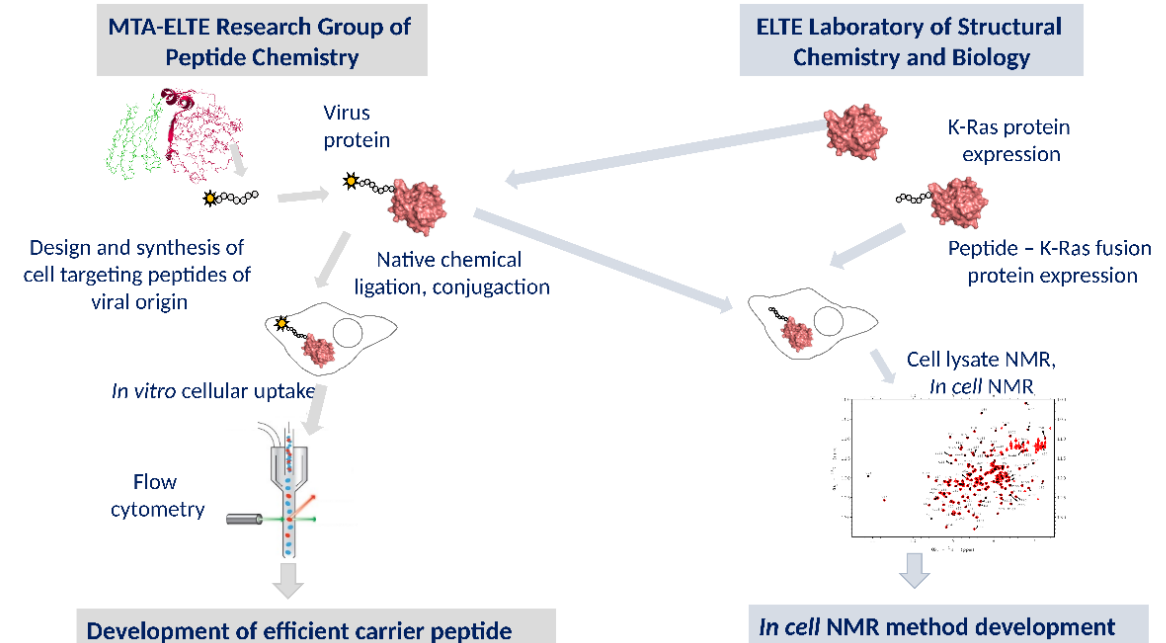 MTA-ELTE Research Group of
Peptide Chemistry
ELTE Laboratory of Structural
Chemistry and Biology
Virus
protein
K-Ras protein
expression
Design and synthesis of
cell targeting peptides of
viral origin
Native chemical
ligation, conjugaction
Peptide – K-Ras fusion
protein expression
In vitro cellular uptake
Cell lysate NMR,
In cell NMR
Flow
cytometry
Development of efficient carrier peptide
In cell NMR method development